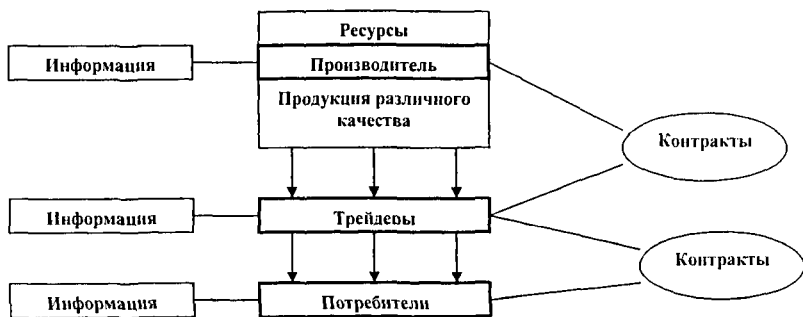 Ресурсы
Информация
Производитель
Продукция различного
качества
Контракты
Информация
Трейдеры
Контракты
Информация
Потребители